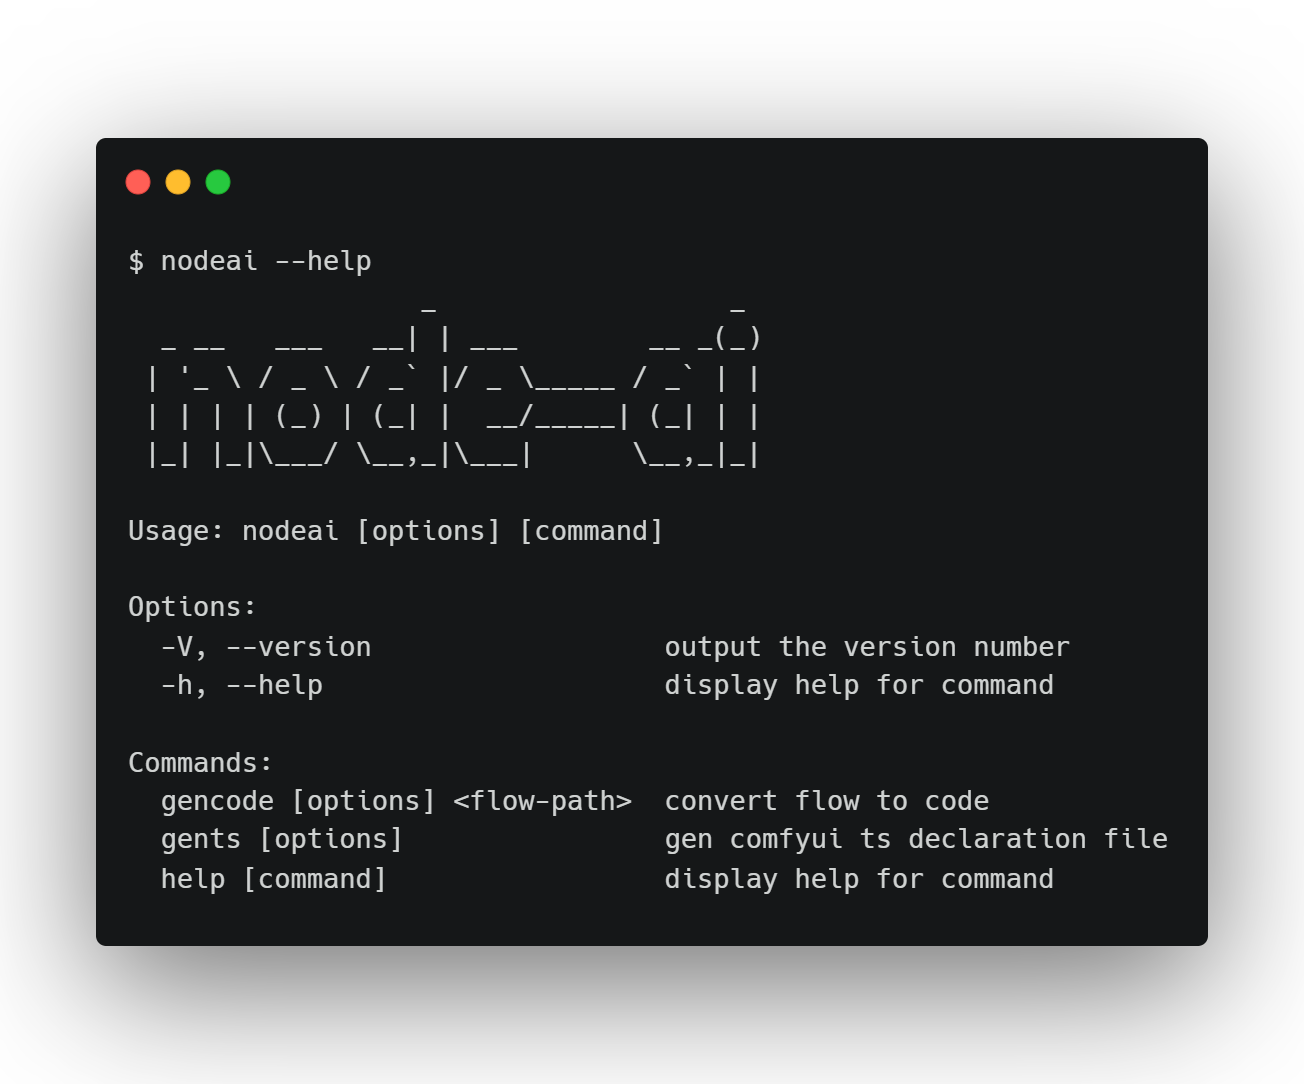 $ nodeai --help
                  _                  _
  _ __   ___   __| | ___        __ _(_)
 | '_ \ / _ \ / _` |/ _ \_____ / _` | |
 | | | | (_) | (_| |  __/_____| (_| | |
 |_| |_|\___/ \__,_|\___|      \__,_|_|
Usage: nodeai [options] [command]
Options:
  -V, --version                  output the version number
  -h, --help                     display help for command
Commands:
  gencode [options] <flow-path>  convert flow to code
  gents [options]                gen comfyui ts declaration file
  help [command]                 display help for command